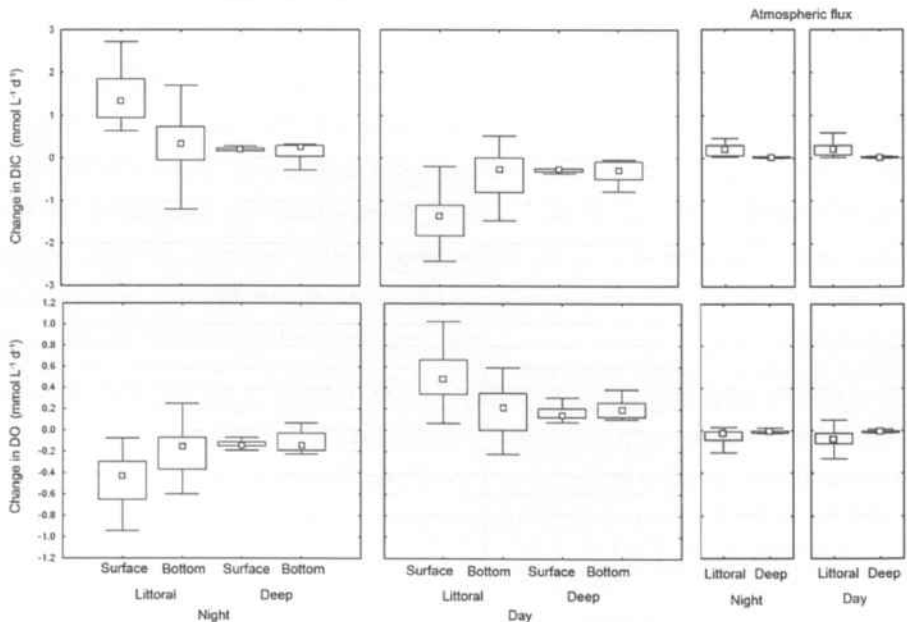 Atmospheric flux
Change in DIC (mmol L⁻¹ d⁻¹)
3
2
1
0
-1
-2
-3
Change in DO (mmol L⁻¹ d⁻¹)
1.2
1.0
0.8
0.6
0.4
0.2
0.0
-0.2
-0.4
-0.6
-0.8
-1.0
-1.2
Surface Bottom Surface Bottom
Littoral Deep
Night
Surface Bottom Surface Bottom
Littoral Deep
Day
Littoral Deep
Night
Littoral Deep
Day